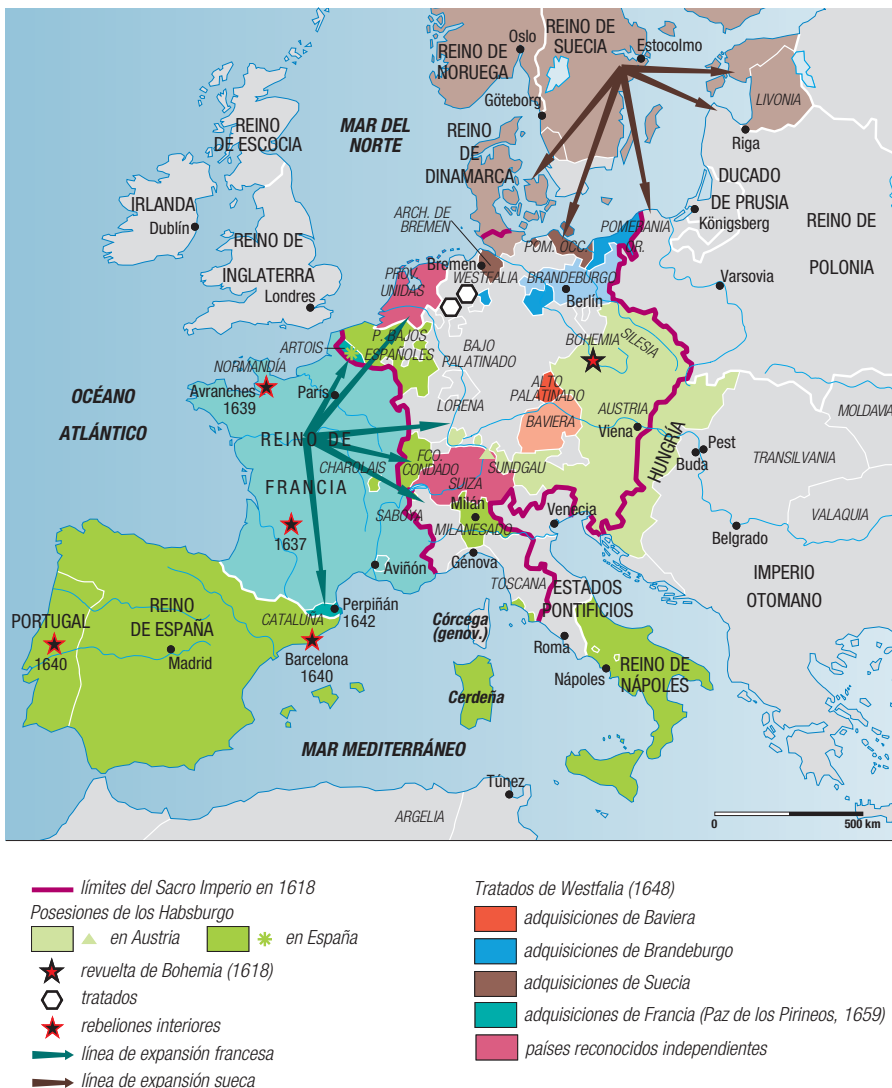 REINO DE
NORUEGA
Oslo
REINO DE
SUECIA
Estocolmo
Göteborg
LIVONIA
Riga
REINO
DE ESCOCIA
MAR DEL
NORTE
REINO
DE
DINAMARCA
DUCADO
DE PRUSIA
Königsberg
IRLANDA
Dublín
REINO DE
INGLATERRA
Londres
ARCH. DE
BREMEN
Bremen
POM. OCC.
POMERANIA
OR.
REINO DE
POLONIA
Varsovia
PROV.
UNIDAS
WESTFALIA
BRANDEBURGO
Berlín
ARTOIS
P. BAJOS
ESPAÑOLES
BAJO
PALATINADO
BOHEMIA
SILESIA
NORMANDÍA
Avranches
1639
París
LORENA
ALTO
PALATINADO
BAVIERA
AUSTRIA
Viena
OCÉANO
ATLÁNTICO
REINO DE
FRANCIA
CHAROLAIS
FCO.
CONDADO
SUNDGAU
SUIZA
HUNGRÍA
Buda
Pest
MOLDAVIA
TRANSILVANIA
VALAQUIA
1637
SABOYA
Milán
MILANESADO
Venecia
Belgrado
Aviñón
Génova
TOSCANA
ESTADOS
PONTIFICIOS
IMPERIO
OTOMANO
PORTUGAL
1640
REINO
DE ESPAÑA
Madrid
CATALUÑA
Perpiñán
1642
Barcelona
1640
Córcega
(genov.)
Roma
Nápoles
REINO DE
NÁPOLES
Cerdeña
MAR MEDITERRÁNEO
Túnez
ARGELIA
0 500 km
límites del Sacro Imperio en 1618
Posesiones de los Habsburgo
en Austria en España
revuelta de Bohemia (1618)
tratados
rebeliones interiores
línea de expansión francesa
línea de expansión sueca
Tratados de Westfalia (1648)
adquisiciones de Baviera
adquisiciones de Brandeburgo
adquisiciones de Suecia
adquisiciones de Francia (Paz de los Pirineos, 1659)
países reconocidos independientes